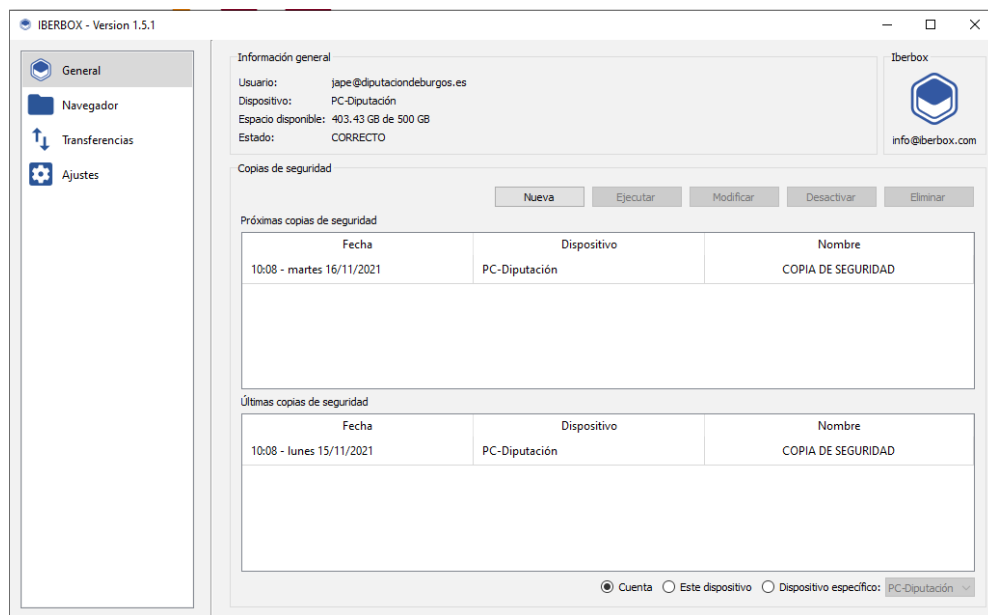 IBERBOX - Version 1.5.1
General
Navegador
Transferencias
Ajustes
Información general
Usuario: jape@diputaciondeburgos.es
Dispositivo: PC-Diputación
Espacio disponible: 403.43 GB de 500 GB
Estado: CORRECTO
Iberbox
info@iberbox.com
Copias de seguridad
Nueva Ejecutar Modificar Desactivar Eliminar
Próximas copias de seguridad
Fecha Dispositivo Nombre
10:08 - martes 16/11/2021 PC-Diputación COPIA DE SEGURIDAD
Últimas copias de seguridad
Fecha Dispositivo Nombre
10:08 - lunes 15/11/2021 PC-Diputación COPIA DE SEGURIDAD
Cuenta Este dispositivo Dispositivo específico: PC-Diputación